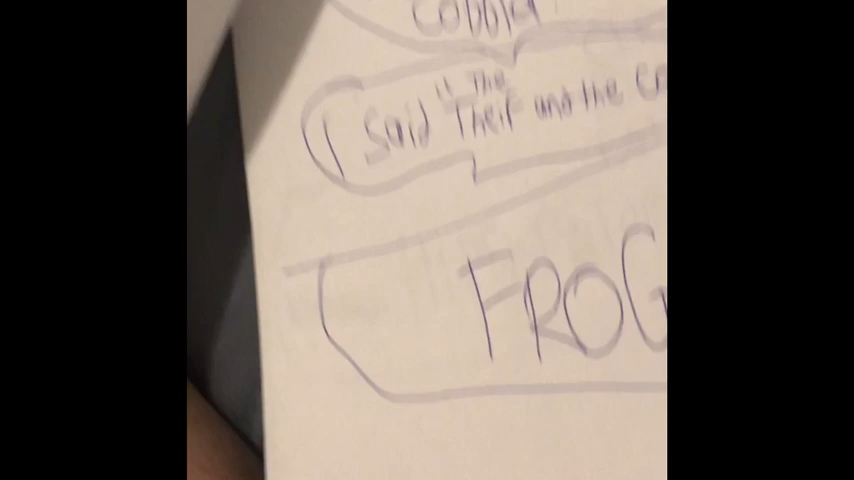 Cobbler
I said "The
Theif and the Co
FROG